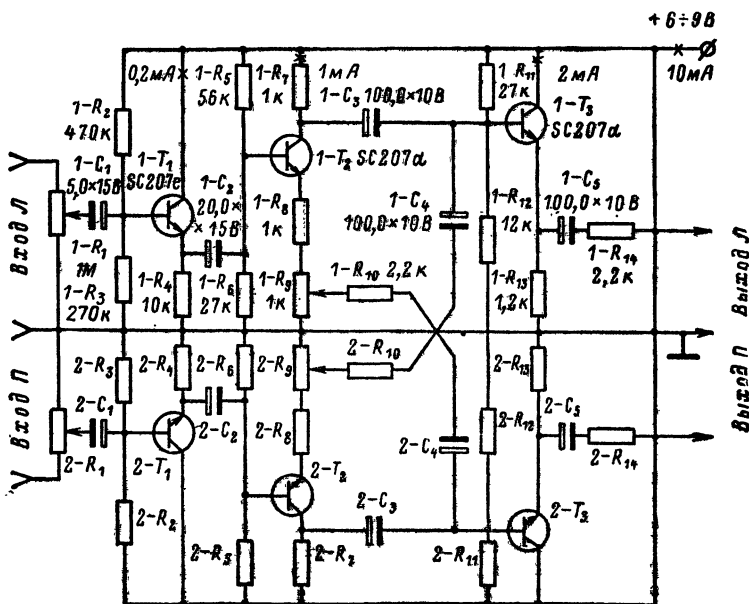 + 6÷9 В
10мА
0,2мА
1-R5
56к
1-R7
1к
1мА
1-C3 100,0×10В
1-R11
27к
2мА
1-T3
SC207d
1-R2
470к
1-C1
5,0×15В
1-T1
SC207e
1-C2
20,0×
× 15В
1-T2 SC207d
1-R8
1к
1-C4
100,0×10В
1-R12
12к
1-C5
100,0×10В
1-R14
2,2к
Вход Л
Выход Л
1-R1
1М
1-R3
270к
1-R4
10к
1-R6
27к
1-R9
1к
1-R10 2,2к
1-R13
1,2к
2-R3
2-R4
2-R6
2-R9
2-R10
2-R13
Вход П
Выход П
2-C1
2-C2
2-R8
2-C4
2-R12
2-C5
2-R14
2-R1
2-T1
2-T2
2-C3
2-T3
2-R2
2-R5
2-R7
2-R11